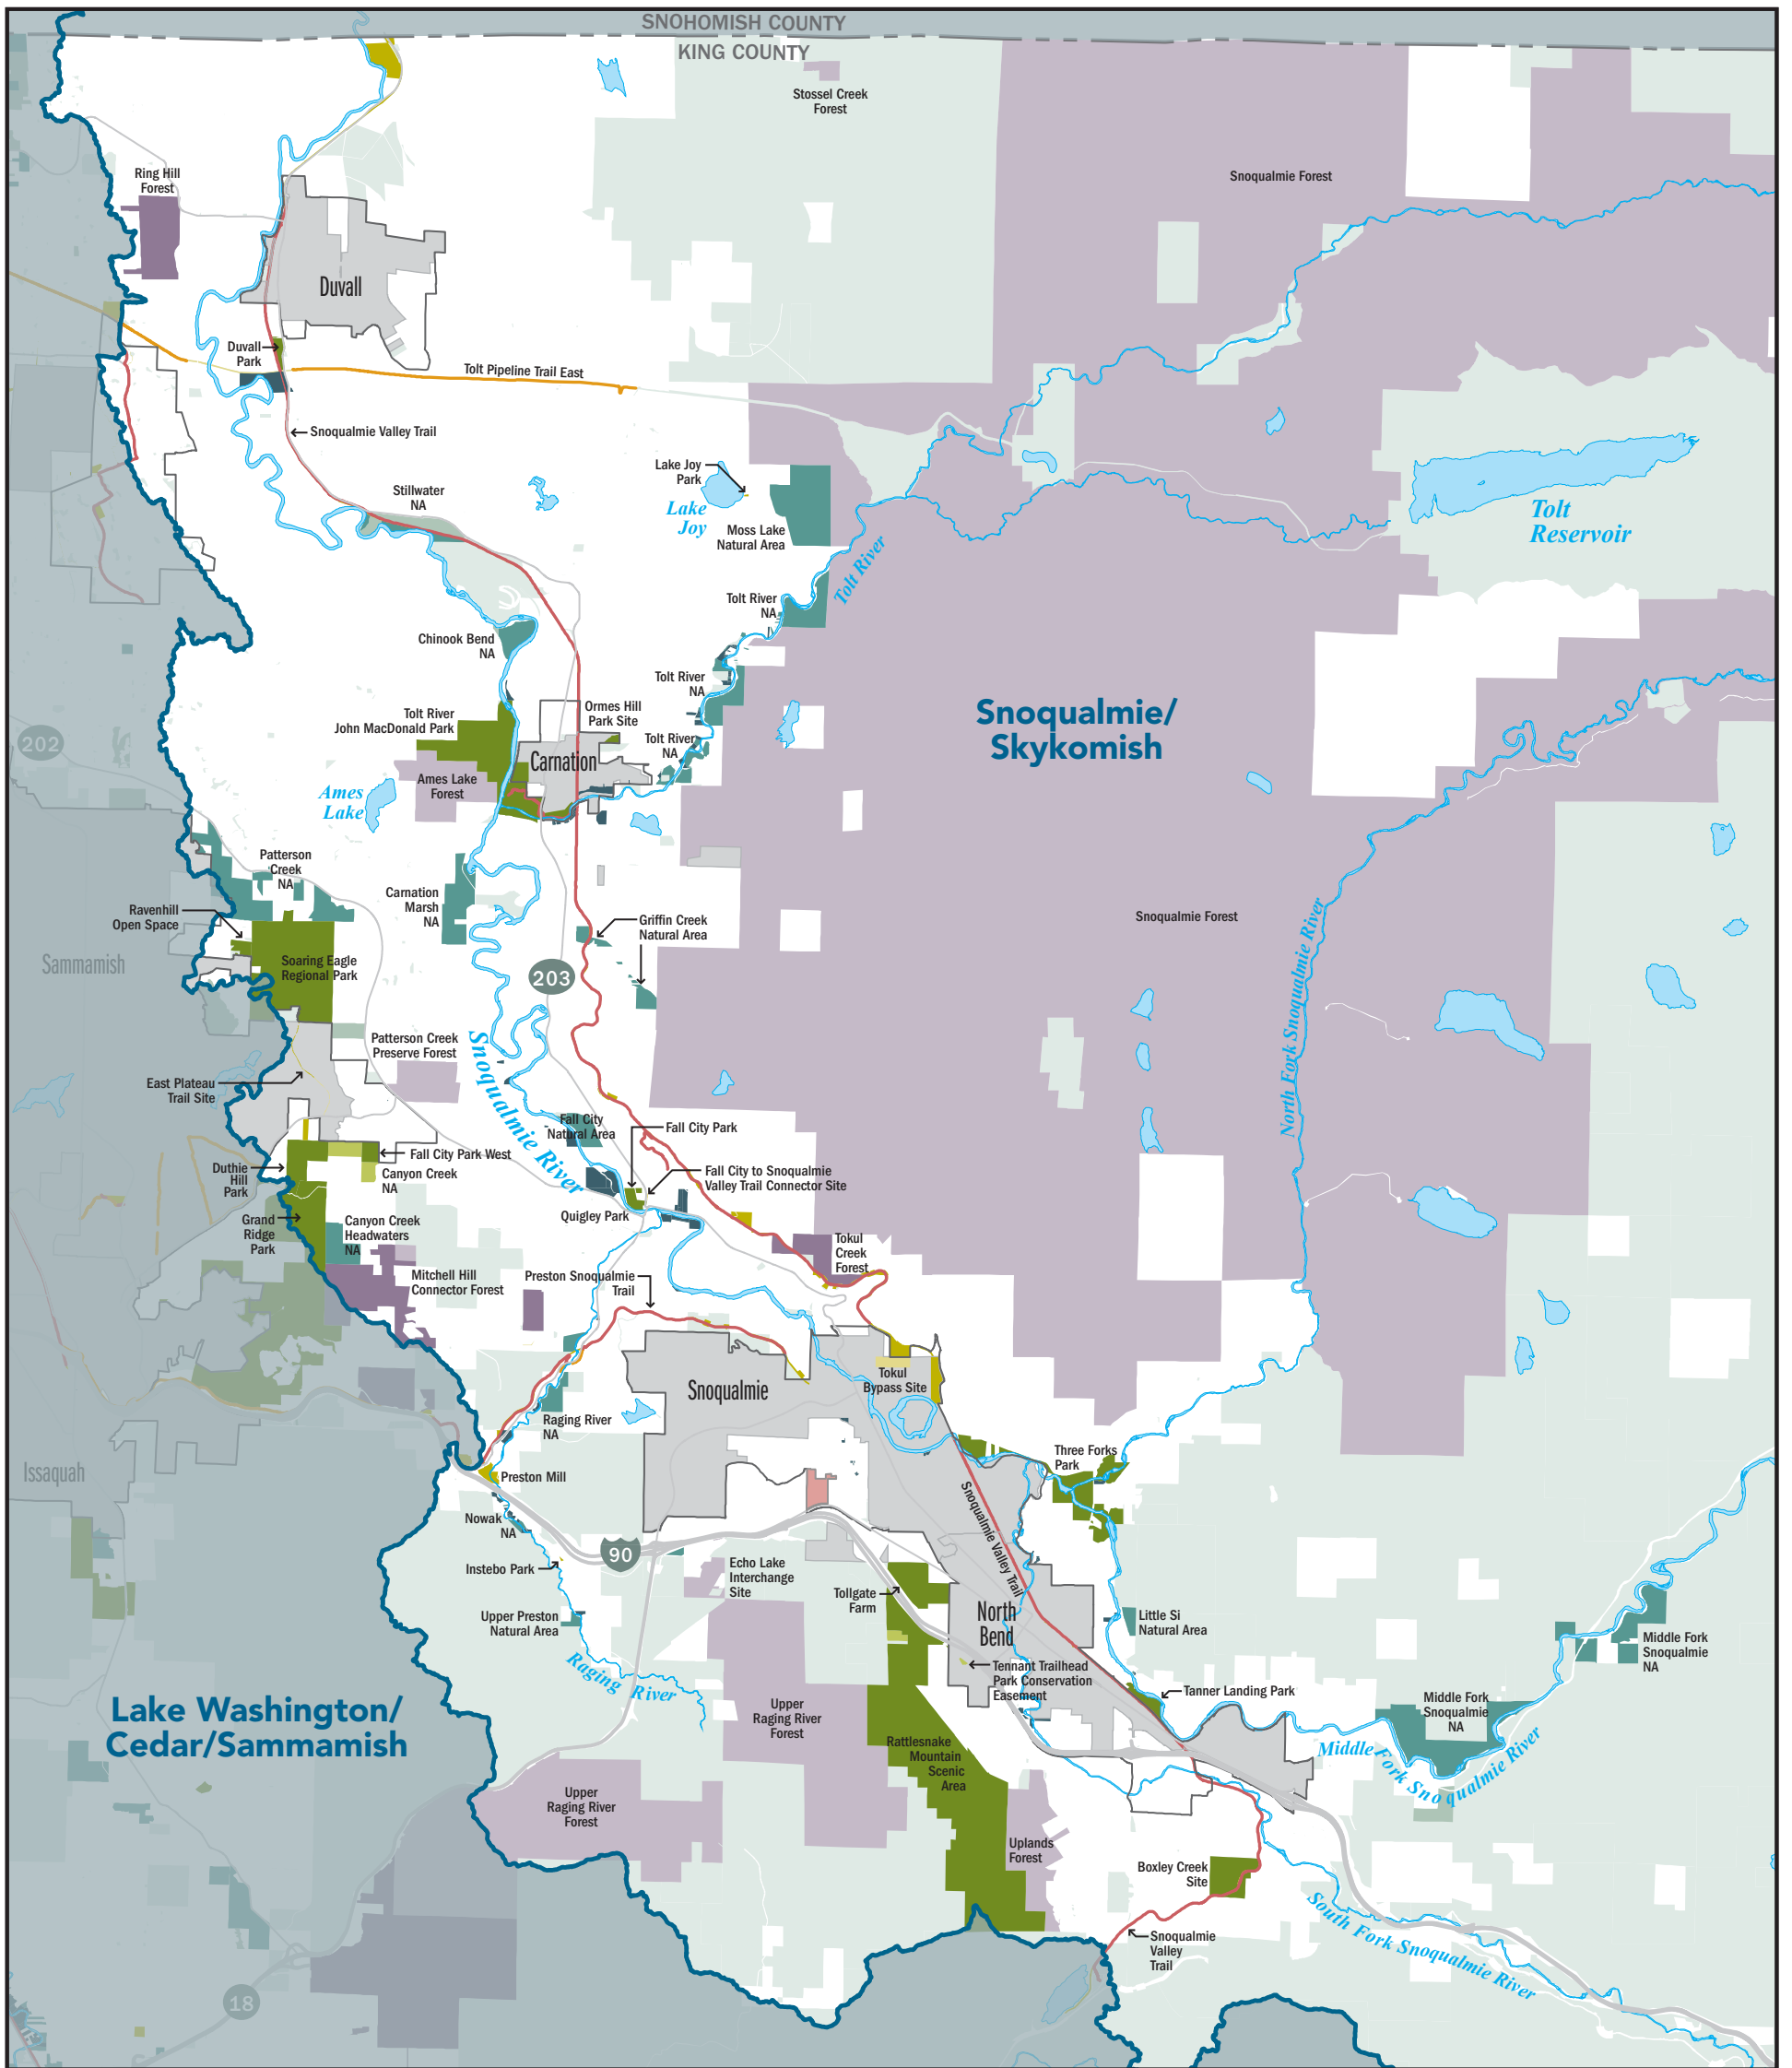 SNOHOMISH COUNTY
KING COUNTY
Stossel Creek
Forest
Snoqualmie Forest
Ring Hill
Forest
Duvall
Duvall
Park
Tolt Pipeline Trail East
Snoqualmie Valley Trail
Stillwater
NA
Lake Joy
Park
Lake
Joy
Moss Lake
Natural Area
Tolt River
Tolt
Reservoir
Tolt River
NA
Chinook Bend
NA
Tolt River
NA
Tolt River
John MacDonald Park
Ormes Hill
Park Site
Tolt River
NA
Carnation
Ames Lake
Forest
Ames
Lake
Snoqualmie/
Skykomish
202
Patterson
Creek
NA
Carnation
Marsh
NA
Ravenhill
Open Space
Griffin Creek
Natural Area
Snoqualmie Forest
Sammamish
Soaring Eagle
Regional Park
203
North Fork Snoqualmie River
Patterson Creek
Preserve Forest
Snoqualmie River
East Plateau
Trail Site
Fall City
Natural Area
Fall City Park
Fall City Park West
Duthie
Hill
Park
Canyon Creek
NA
Fall City to Snoqualmie
Valley Trail Connector Site
Quigley Park
Grand
Ridge
Park
Canyon Creek
Headwaters
NA
Tokul
Creek
Forest
Mitchell Hill
Connector Forest
Preston Snoqualmie
Trail
Snoqualmie
Tokul
Bypass Site
Raging River
NA
Three Forks
Park
Issaquah
Preston Mill
Snoqualmie Valley Trail
Nowak
NA
90
Instebo Park
Echo Lake
Interchange
Site
Tollgate
Farm
North
Bend
Upper Preston
Natural Area
Little Si
Natural Area
Middle Fork
Snoqualmie
NA
Raging River
Tennant Trailhead
Park Conservation
Easement
Tanner Landing Park
Lake Washington/
Cedar/Sammamish
Upper
Raging River
Forest
Middle Fork
Snoqualmie
NA
Rattlesnake
Mountain
Scenic
Area
Middle Fork Snoqualmie River
Upper
Raging River
Forest
Uplands
Forest
Boxley Creek
Site
South Fork Snoqualmie River
Snoqualmie
Valley
Trail
18